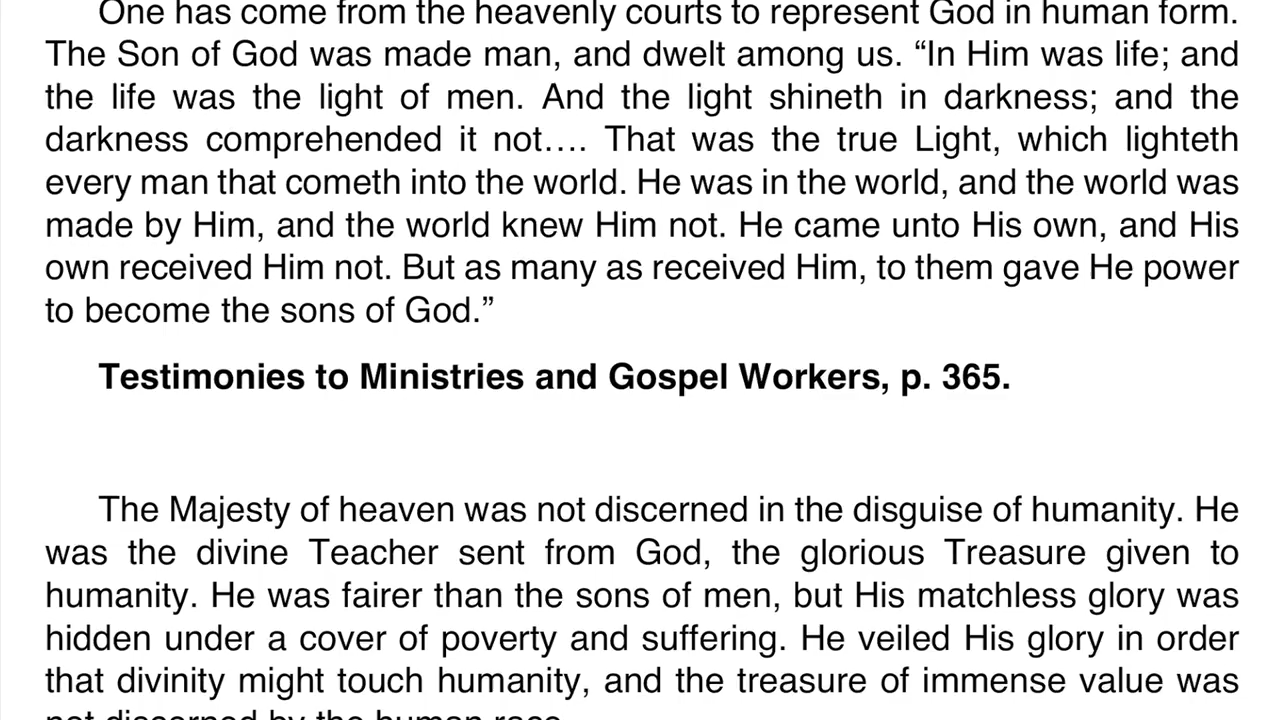 One has come from the heavenly courts to represent God in human form.
The Son of God was made man, and dwelt among us. “In Him was life; and
the life was the light of men. And the light shineth in darkness; and the
darkness comprehended it not…. That was the true Light, which lighteth
every man that cometh into the world. He was in the world, and the world was
made by Him, and the world knew Him not. He came unto His own, and His
own received Him not. But as many as received Him, to them gave He power
to become the sons of God.”
Testimonies to Ministries and Gospel Workers, p. 365.
The Majesty of heaven was not discerned in the disguise of humanity. He
was the divine Teacher sent from God, the glorious Treasure given to
humanity. He was fairer than the sons of men, but His matchless glory was
hidden under a cover of poverty and suffering. He veiled His glory in order
that divinity might touch humanity, and the treasure of immense value was
not discerned by the human race